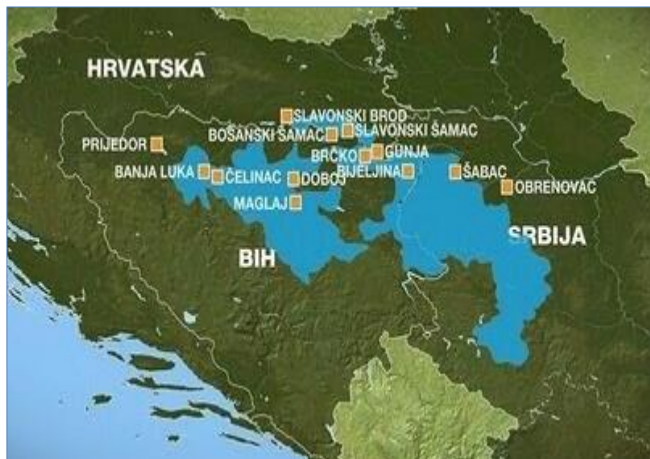 HRVATSKA
SLAVONSKI BROD
BOSANSKI ŠAMAC
SLAVONSKI ŠAMAC
PRIJEDOR
BRČKO
GUNJA
BANJA LUKA
ČELINAC
DOBOJ
BIJELJINA
ŠABAC
OBRENOVAC
MAGLAJ
SRBIJA
BIH